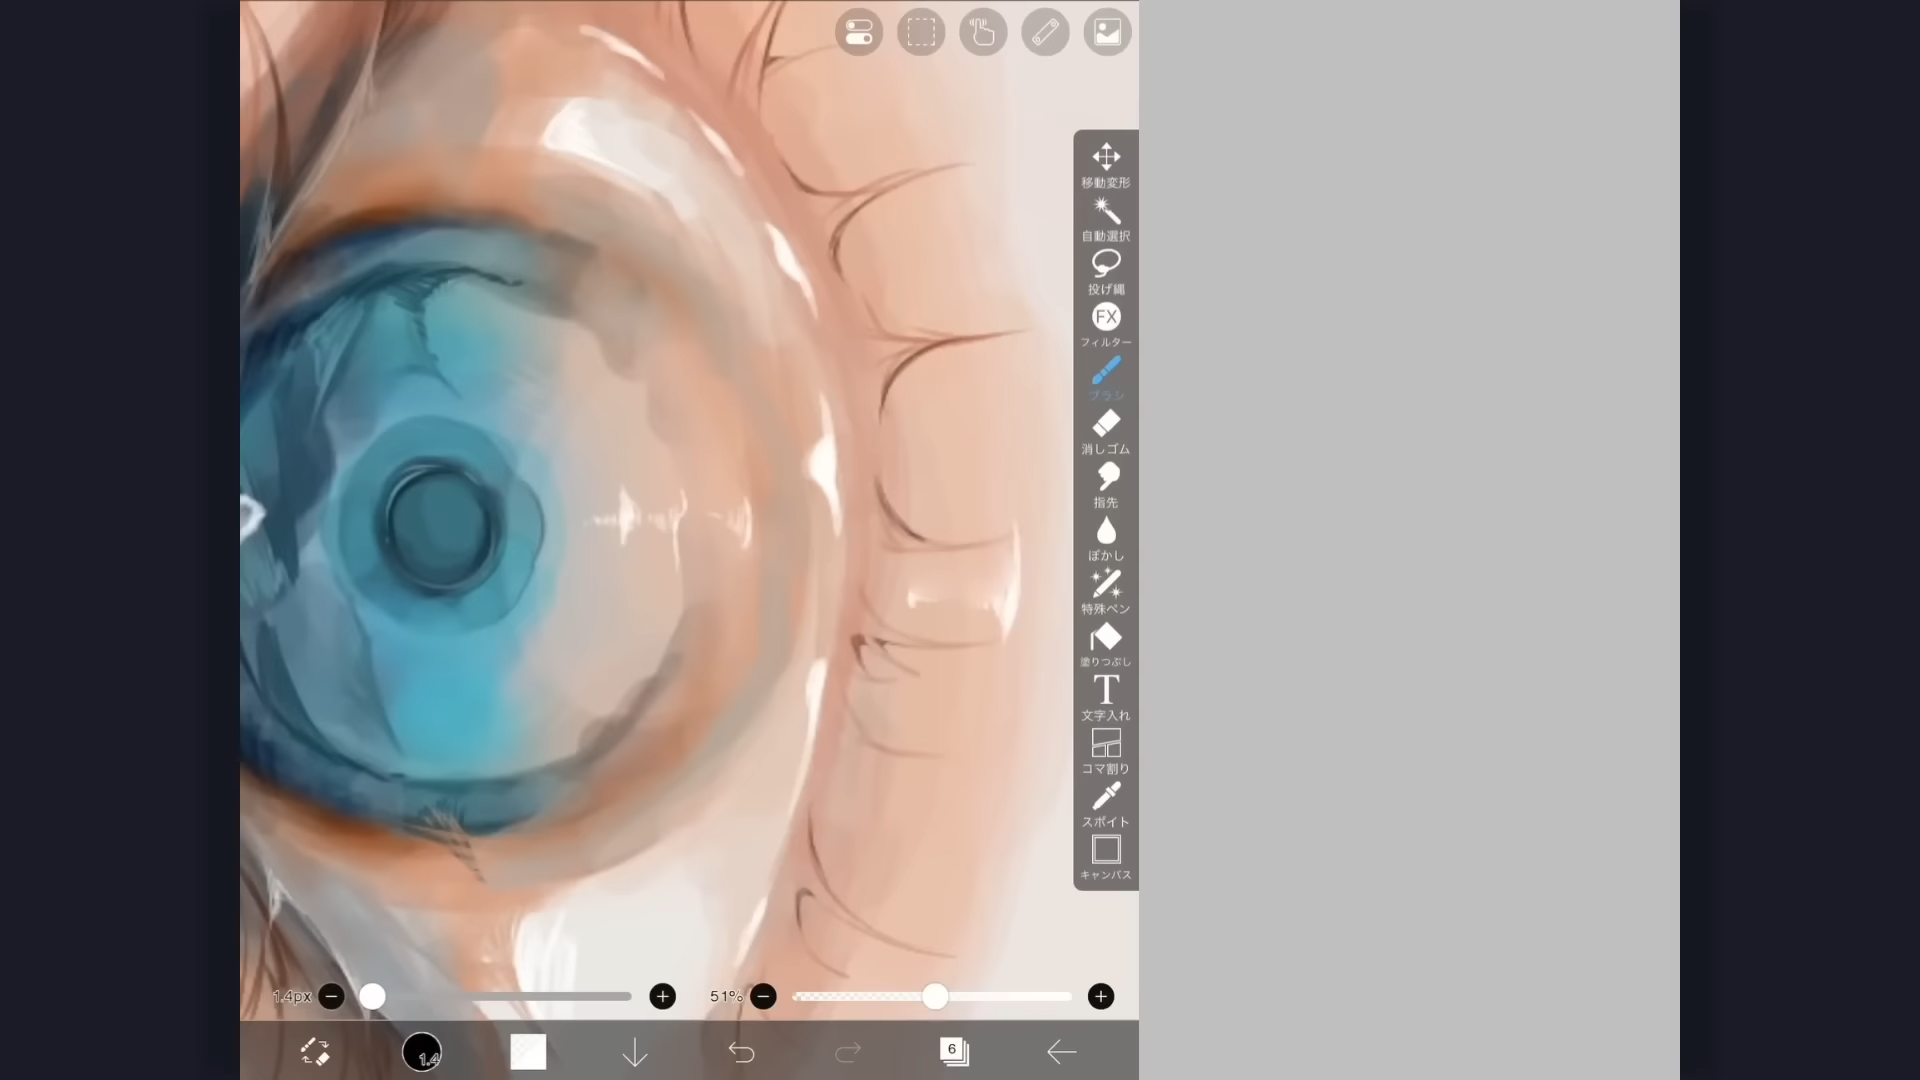 移動変形
自動選択
投げ縄
FX
フィルター
ブラシ
消しゴム
指先
ぼかし
特殊ペン
塗りつぶし
T
文字入れ
コマ割り
スポイト
キャンバス
1.4px
51%
1.4
6